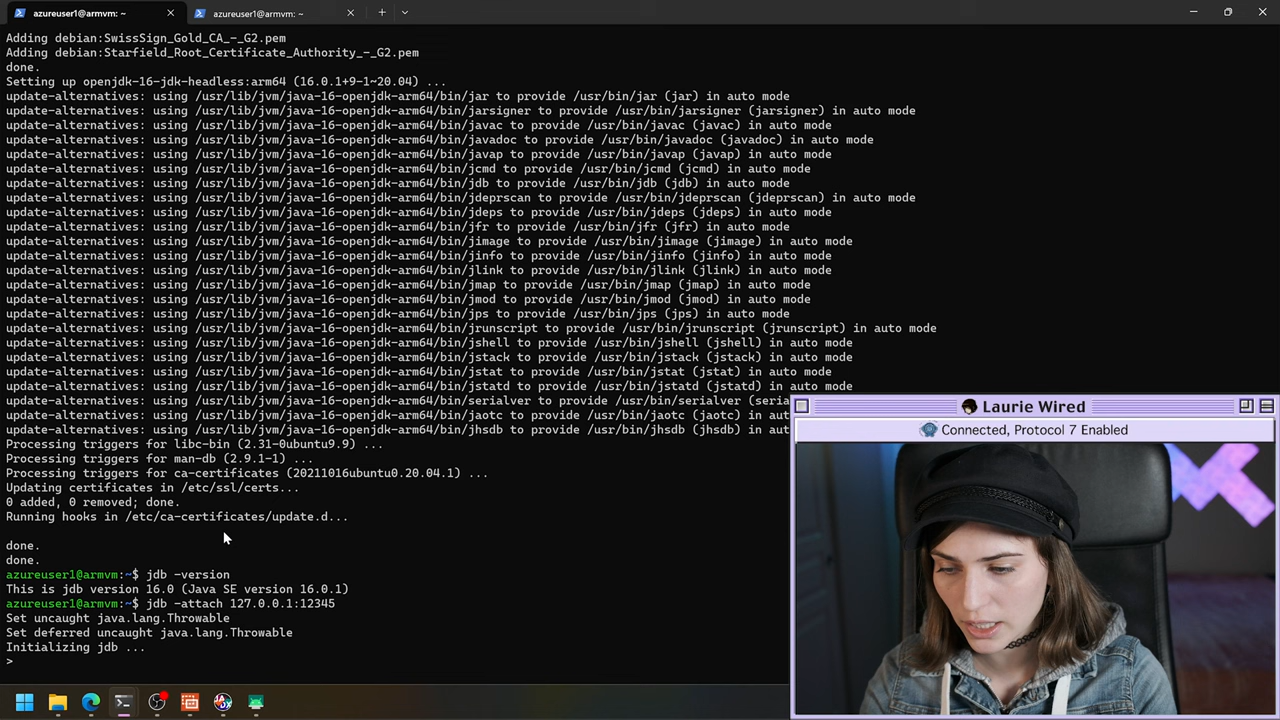 azureuser1@armvm: ~
azureuser1@armvm: ~
Adding debian:SwissSign_Gold_CA_-_G2.pem
Adding debian:Starfield_Root_Certificate_Authority_-_G2.pem
done.
Setting up openjdk-16-jdk-headless:arm64 (16.0.1+9-1~20.04) ...
update-alternatives: using /usr/lib/jvm/java-16-openjdk-arm64/bin/jar to provide /usr/bin/jar (jar) in auto mode
update-alternatives: using /usr/lib/jvm/java-16-openjdk-arm64/bin/jarsigner to provide /usr/bin/jarsigner (jarsigner) in auto mode
update-alternatives: using /usr/lib/jvm/java-16-openjdk-arm64/bin/javac to provide /usr/bin/javac (javac) in auto mode
update-alternatives: using /usr/lib/jvm/java-16-openjdk-arm64/bin/javadoc to provide /usr/bin/javadoc (javadoc) in auto mode
update-alternatives: using /usr/lib/jvm/java-16-openjdk-arm64/bin/javap to provide /usr/bin/javap (javap) in auto mode
update-alternatives: using /usr/lib/jvm/java-16-openjdk-arm64/bin/jcmd to provide /usr/bin/jcmd (jcmd) in auto mode
update-alternatives: using /usr/lib/jvm/java-16-openjdk-arm64/bin/jdb to provide /usr/bin/jdb (jdb) in auto mode
update-alternatives: using /usr/lib/jvm/java-16-openjdk-arm64/bin/jdeprscan to provide /usr/bin/jdeprscan (jdeprscan) in auto mode
update-alternatives: using /usr/lib/jvm/java-16-openjdk-arm64/bin/jdeps to provide /usr/bin/jdeps (jdeps) in auto mode
update-alternatives: using /usr/lib/jvm/java-16-openjdk-arm64/bin/jfr to provide /usr/bin/jfr (jfr) in auto mode
update-alternatives: using /usr/lib/jvm/java-16-openjdk-arm64/bin/jimage to provide /usr/bin/jimage (jimage) in auto mode
update-alternatives: using /usr/lib/jvm/java-16-openjdk-arm64/bin/jinfo to provide /usr/bin/jinfo (jinfo) in auto mode
update-alternatives: using /usr/lib/jvm/java-16-openjdk-arm64/bin/jlink to provide /usr/bin/jlink (jlink) in auto mode
update-alternatives: using /usr/lib/jvm/java-16-openjdk-arm64/bin/jmap to provide /usr/bin/jmap (jmap) in auto mode
update-alternatives: using /usr/lib/jvm/java-16-openjdk-arm64/bin/jmod to provide /usr/bin/jmod (jmod) in auto mode
update-alternatives: using /usr/lib/jvm/java-16-openjdk-arm64/bin/jps to provide /usr/bin/jps (jps) in auto mode
update-alternatives: using /usr/lib/jvm/java-16-openjdk-arm64/bin/jrunscript to provide /usr/bin/jrunscript (jrunscript) in auto mode
update-alternatives: using /usr/lib/jvm/java-16-openjdk-arm64/bin/jshell to provide /usr/bin/jshell (jshell) in auto mode
update-alternatives: using /usr/lib/jvm/java-16-openjdk-arm64/bin/jstack to provide /usr/bin/jstack (jstack) in auto mode
update-alternatives: using /usr/lib/jvm/java-16-openjdk-arm64/bin/jstat to provide /usr/bin/jstat (jstat) in auto mode
update-alternatives: using /usr/lib/jvm/java-16-openjdk-arm64/bin/jstatd to provide /usr/bin/jstatd (jstatd) in auto mode
update-alternatives: using /usr/lib/jvm/java-16-openjdk-arm64/bin/serialver to provide /usr/bin/serialver (seria
update-alternatives: using /usr/lib/jvm/java-16-openjdk-arm64/bin/jaotc to provide /usr/bin/jaotc (jaotc) in aut
update-alternatives: using /usr/lib/jvm/java-16-openjdk-arm64/bin/jhsdb to provide /usr/bin/jhsdb (jhsdb) in aut
Processing triggers for libc-bin (2.31-0ubuntu9.9) ...
Processing triggers for man-db (2.9.1-1) ...
Processing triggers for ca-certificates (20211016ubuntu0.20.04.1) ...
Updating certificates in /etc/ssl/certs...
0 added, 0 removed; done.
Running hooks in /etc/ca-certificates/update.d...
done.
done.
azureuser1@armvm:~$ jdb -version
This is jdb version 16.0 (Java SE version 16.0.1)
azureuser1@armvm:~$ jdb -attach 127.0.0.1:12345
Set uncaught java.lang.Throwable
Set deferred uncaught java.lang.Throwable
Initializing jdb ...
>
Laurie Wired
Connected, Protocol 7 Enabled